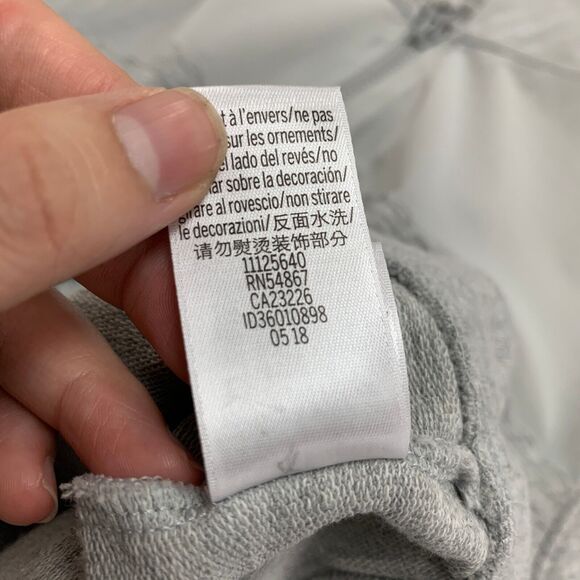 à l'envers/ne pas
sur les ornements/
lado del revés/no
sobre la decoración/
girare al rovescio/non stirare
le decorazioni/反面水洗/
请勿熨烫装饰部分
11125640
RN54867
CA23226
ID36010898
05 18